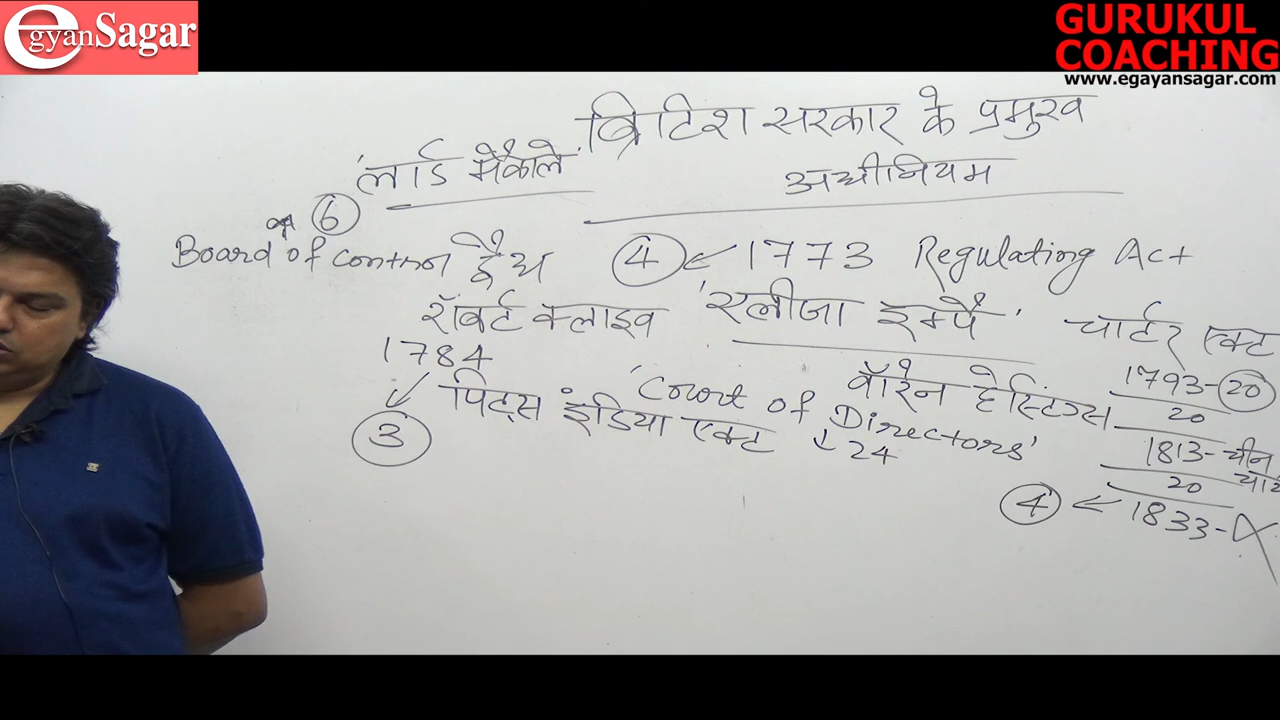 egyanSagar
GURUKUL
COACHING
www.egayansagar.com
ब्रिटिश सरकार के प्रमुख
अधीनियम
'लार्ड मैकाले'
6
Board of control
द्वैध
4 ← 1773 Regulating Act
रॉबर्ट क्लाइव
'एलीजा इम्पै'
चार्टर एक्ट
1784
पिट्स इंडिया एक्ट
3
वॉरेन हेस्टिंग्स
'Court of Directors'
↓ 24
1793-20
20
1813- चीन
20
4 ← 1833-